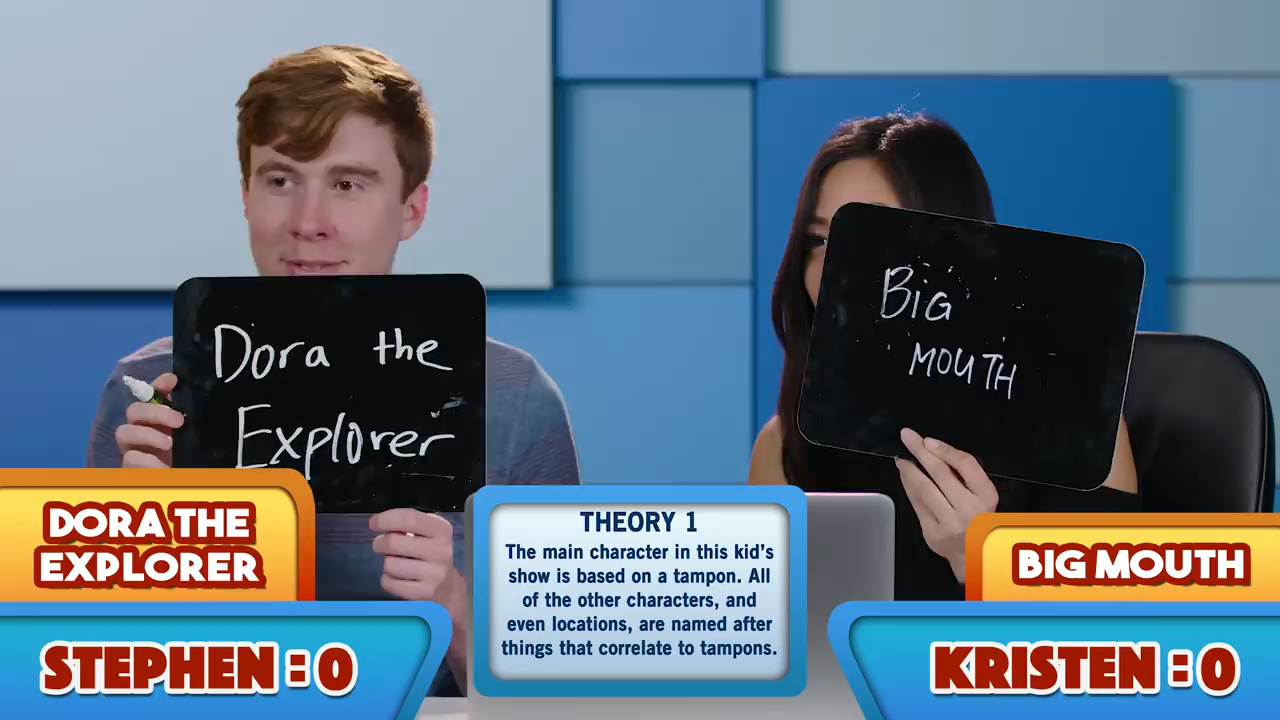 Dora the
Explorer
BIG
MOUTH
DORA THE
EXPLORER
THEORY 1
The main character in this kid's
show is based on a tampon. All
of the other characters, and
even locations, are named after
things that correlate to tampons.
BIG MOUTH
STEPHEN : 0
KRISTEN : 0